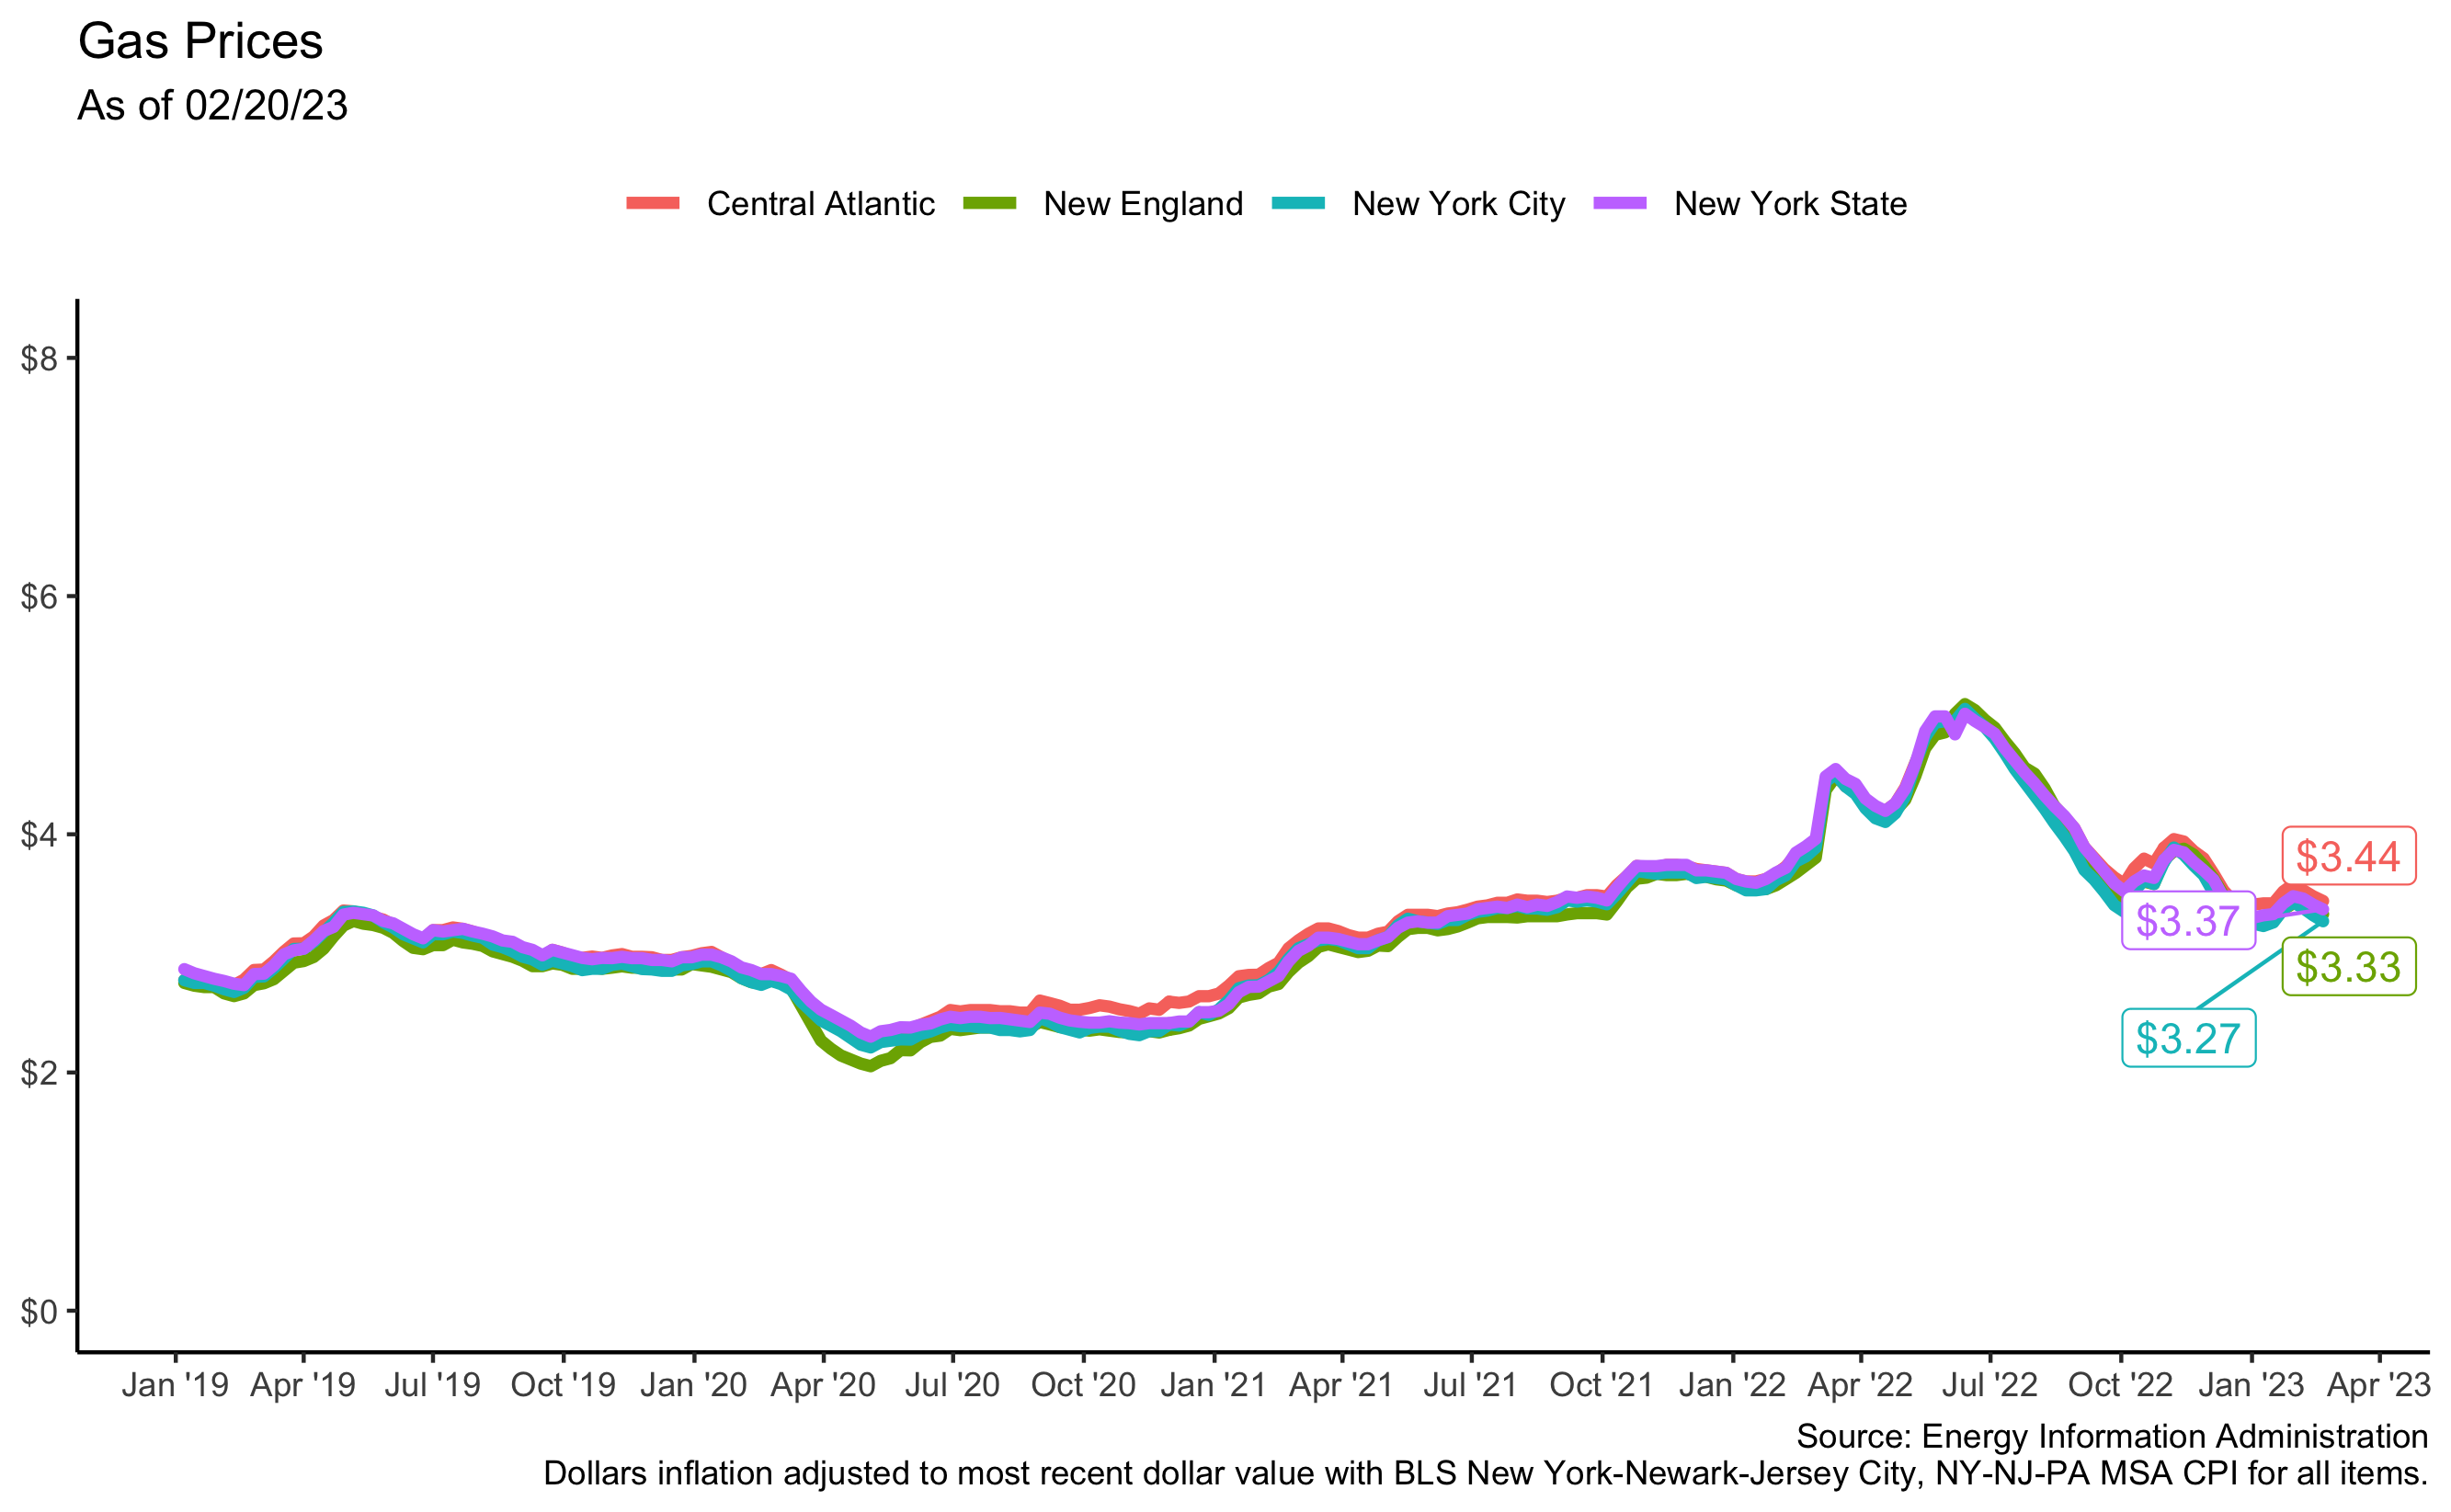 Gas Prices
As of 02/20/23
Central Atlantic New England New York City New York State
$8
$6
$4
$2
$0
$3.44
$3.37
$3.33
$3.27
Jan '19 Apr '19 Jul '19 Oct '19 Jan '20 Apr '20 Jul '20 Oct '20 Jan '21 Apr '21 Jul '21 Oct '21 Jan '22 Apr '22 Jul '22 Oct '22 Jan '23 Apr '23
Source: Energy Information Administration
Dollars inflation adjusted to most recent dollar value with BLS New York-Newark-Jersey City, NY-NJ-PA MSA CPI for all items.